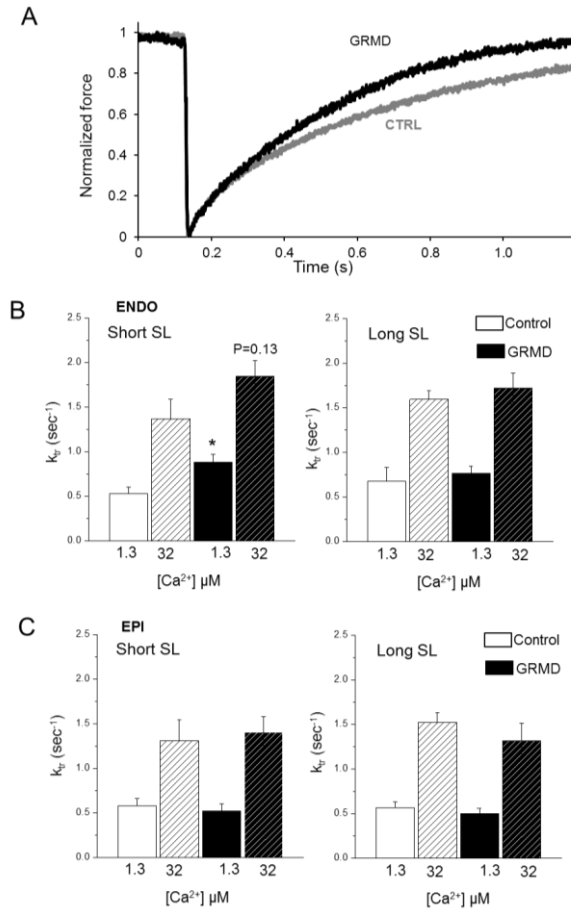 A
Normalized force
1
0.8
0.6
0.4
0.2
0
GRMD
CTRL
0
0.2
0.4
0.6
0.8
1.0
Time (s)
B
ENDO
Short SL
k_tr (sec⁻¹)
2.5
2.0
1.5
1.0
0.5
0.0
P=0.13
*
1.3 32 1.3 32
[Ca²⁺] µM
Long SL
Control
GRMD
k_tr (sec⁻¹)
2.5
2.0
1.5
1.0
0.5
0.0
1.3 32 1.3 32
[Ca²⁺] µM
C
EPI
Short SL
k_tr (sec⁻¹)
2.5
2.0
1.5
1.0
0.5
0.0
1.3 32 1.3 32
[Ca²⁺] µM
Long SL
Control
GRMD
k_tr (sec⁻¹)
2.5
2.0
1.5
1.0
0.5
0.0
1.3 32 1.3 32
[Ca²⁺] µM